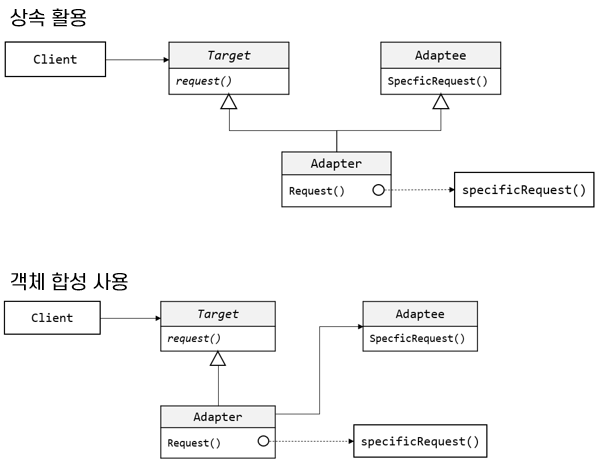 상속 활용
Client
Target
request()
Adaptee
SpecficRequest()
Adapter
Request()
specificRequest()
객체 합성 사용
Client
Target
request()
Adaptee
SpecficRequest()
Adapter
Request()
specificRequest()